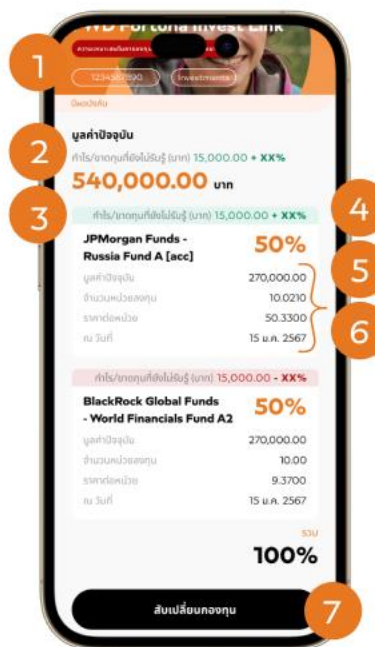 WD Fortuna Invest Link
1
1234567890
Investments
มีผลบังคับ
มูลค่าปัจจุบัน
2
กำไร/ขาดทุนที่ยังไม่รับรู้ (บาท) 15,000.00 + XX%
540,000.00 บาท
3
กำไร/ขาดทุนที่ยังไม่รับรู้ (บาท) 15,000.00 + XX%
4
JPMorgan Funds -
Russia Fund A [acc]
50%
5
มูลค่าปัจจุบัน 270,000.00
จำนวนหน่วยลงทุน 10.0210
6
ราคาต่อหน่วย 50.3300
ณ วันที่ 15 ม.ค. 2567
กำไร/ขาดทุนที่ยังไม่รับรู้ (บาท) 15,000.00 - XX%
BlackRock Global Funds
- World Financials Fund A2
50%
มูลค่าปัจจุบัน 270,000.00
จำนวนหน่วยลงทุน 10.00
ราคาต่อหน่วย 9.3700
ณ วันที่ 15 ม.ค. 2567
รวม
100%
สับเปลี่ยนกองทุน
7